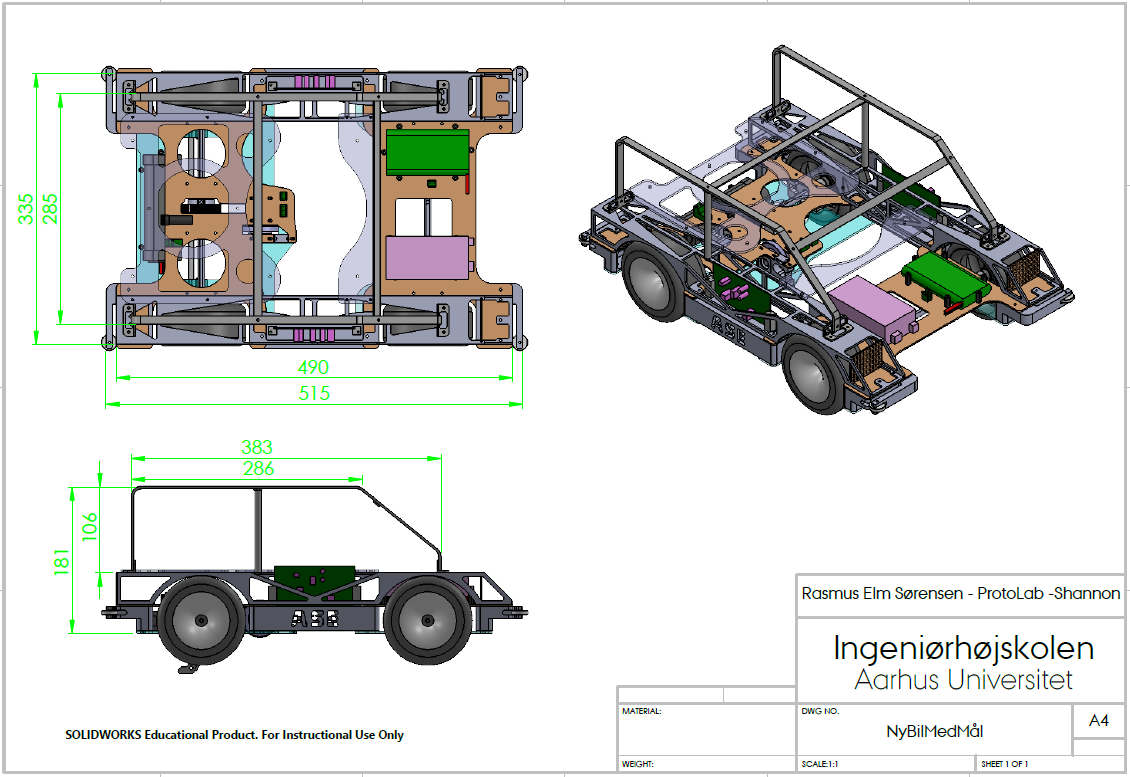 335
285
490
515
383
286
106
181
ASE
ASE
Rasmus Elm Sørensen - ProtoLab -Shannon
Ingeniørhøjskolen
Aarhus Universitet
MATERIAL:
DWG NO.
NyBilMedMål
A4
WEIGHT:
SCALE:1:1
SHEET 1 OF 1
SOLIDWORKS Educational Product. For Instructional Use Only